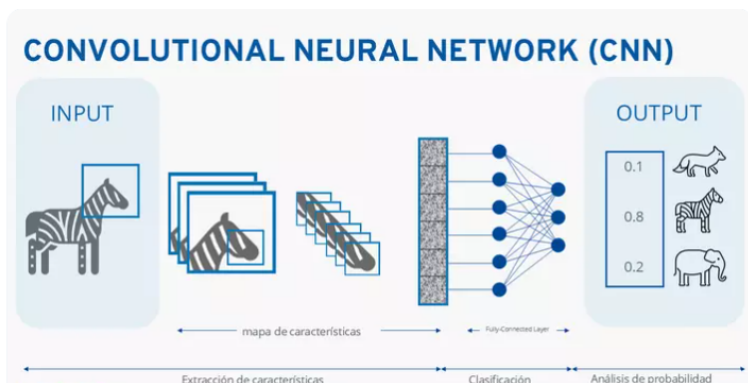 CONVOLUTIONAL NEURAL NETWORK (CNN)
INPUT
OUTPUT
0.1
0.8
0.2
mapa de características
Fully-Connected Layer
Extracción de características
Clasificación
Análisis de probabilidad